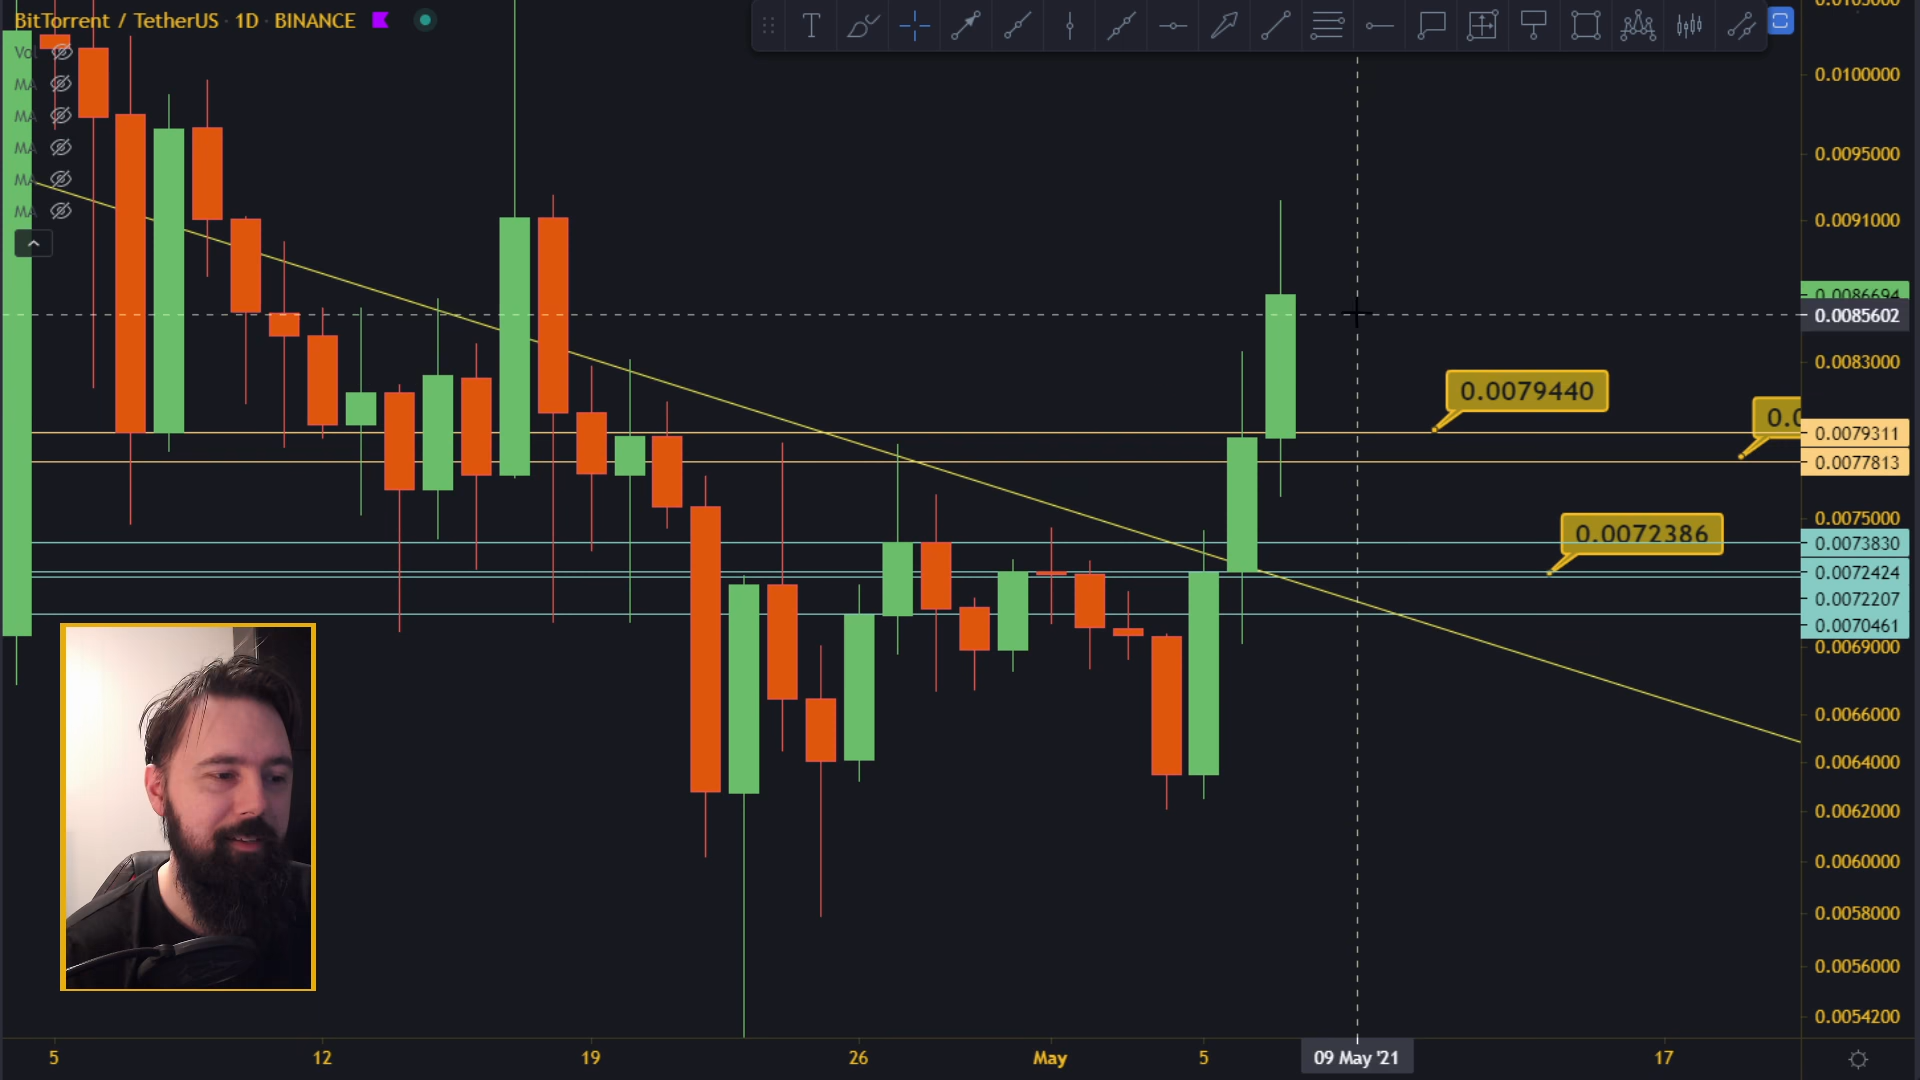 BitTorrent / TetherUS · 1D · BINANCE
T
Vol
MA
MA
MA
MA
MA
0.0100000
0.0095000
0.0091000
0.0086694
0.0085602
0.0083000
0.0079440
0.0079311
0.0077813
0.0075000
0.0072386
0.0073830
0.0072424
0.0072207
0.0070461
0.0069000
0.0066000
0.0064000
0.0062000
0.0060000
0.0058000
0.0056000
0.0054200
5 12 19 26 May 5 09 May '21 17